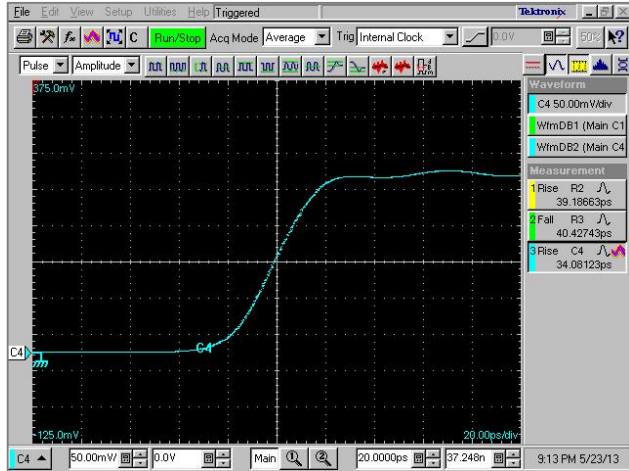 File Edit View Setup Utilities Help Triggered Tektronix
C Run/Stop Acq Mode Average Trig Internal Clock 0.0V 50%
Pulse Amplitude
375.0mV
Waveform
C4 50.00mV/div
WfmDB1 (Main C1
WfmDB2 (Main C4
Measurement
1 Rise R2
39.18663ps
2 Fall R3
40.42743ps
3 Rise C4
34.08123ps
C4
C4
-125.0mV 20.00ps/div
C4 50.00mV/ 0.0V Main 20.0000ps 37.248n 9:13 PM 5/23/13